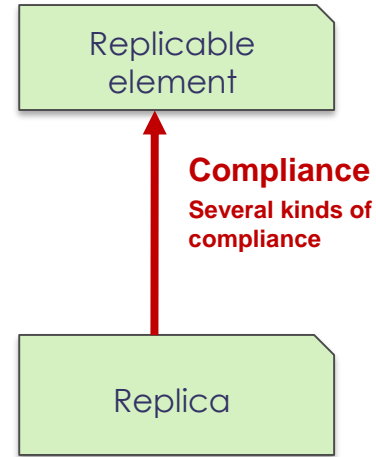 Replicable
element
Compliance
Several kinds of
compliance
Replica